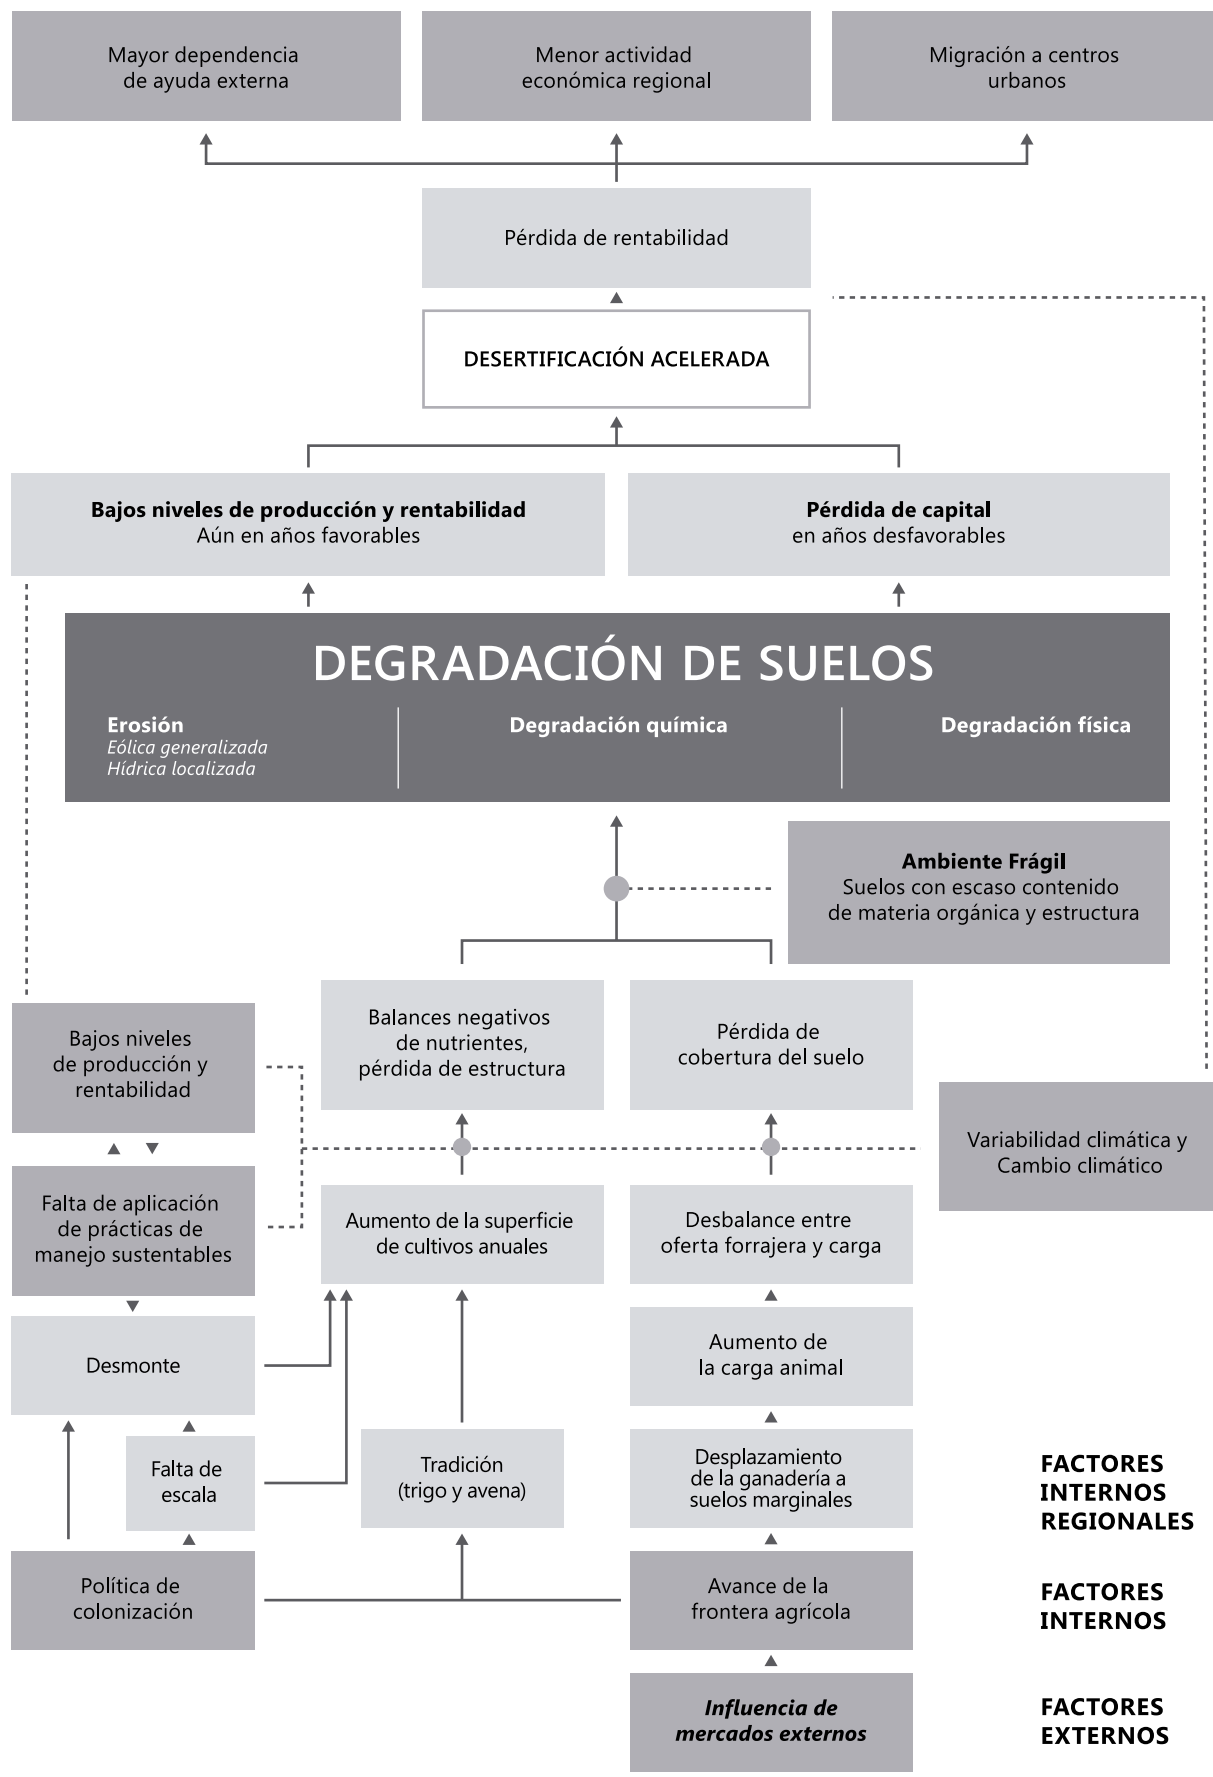 Mayor dependencia
de ayuda externa
Menor actividad
económica regional
Migración a centros
urbanos
Pérdida de rentabilidad
DESERTIFICACIÓN ACELERADA
Bajos niveles de producción y rentabilidad
Aún en años favorables
Pérdida de capital
en años desfavorables
DEGRADACIÓN DE SUELOS
Erosión
Eólica generalizada
Hídrica localizada
Degradación química
Degradación física
Ambiente Frágil
Suelos con escaso contenido
de materia orgánica y estructura
Bajos niveles
de producción y
rentabilidad
Balances negativos
de nutrientes,
pérdida de estructura
Pérdida de
cobertura del suelo
Variabilidad climática y
Cambio climático
Falta de aplicación
de prácticas de
manejo sustentables
Aumento de la superficie
de cultivos anuales
Desbalance entre
oferta forrajera y carga
Desmonte
Aumento de
la carga animal
Falta de
escala
Tradición
(trigo y avena)
Desplazamiento
de la ganadería a
suelos marginales
FACTORES
INTERNOS
REGIONALES
Política de
colonización
Avance de la
frontera agrícola
FACTORES
INTERNOS
Influencia de
mercados externos
FACTORES
EXTERNOS